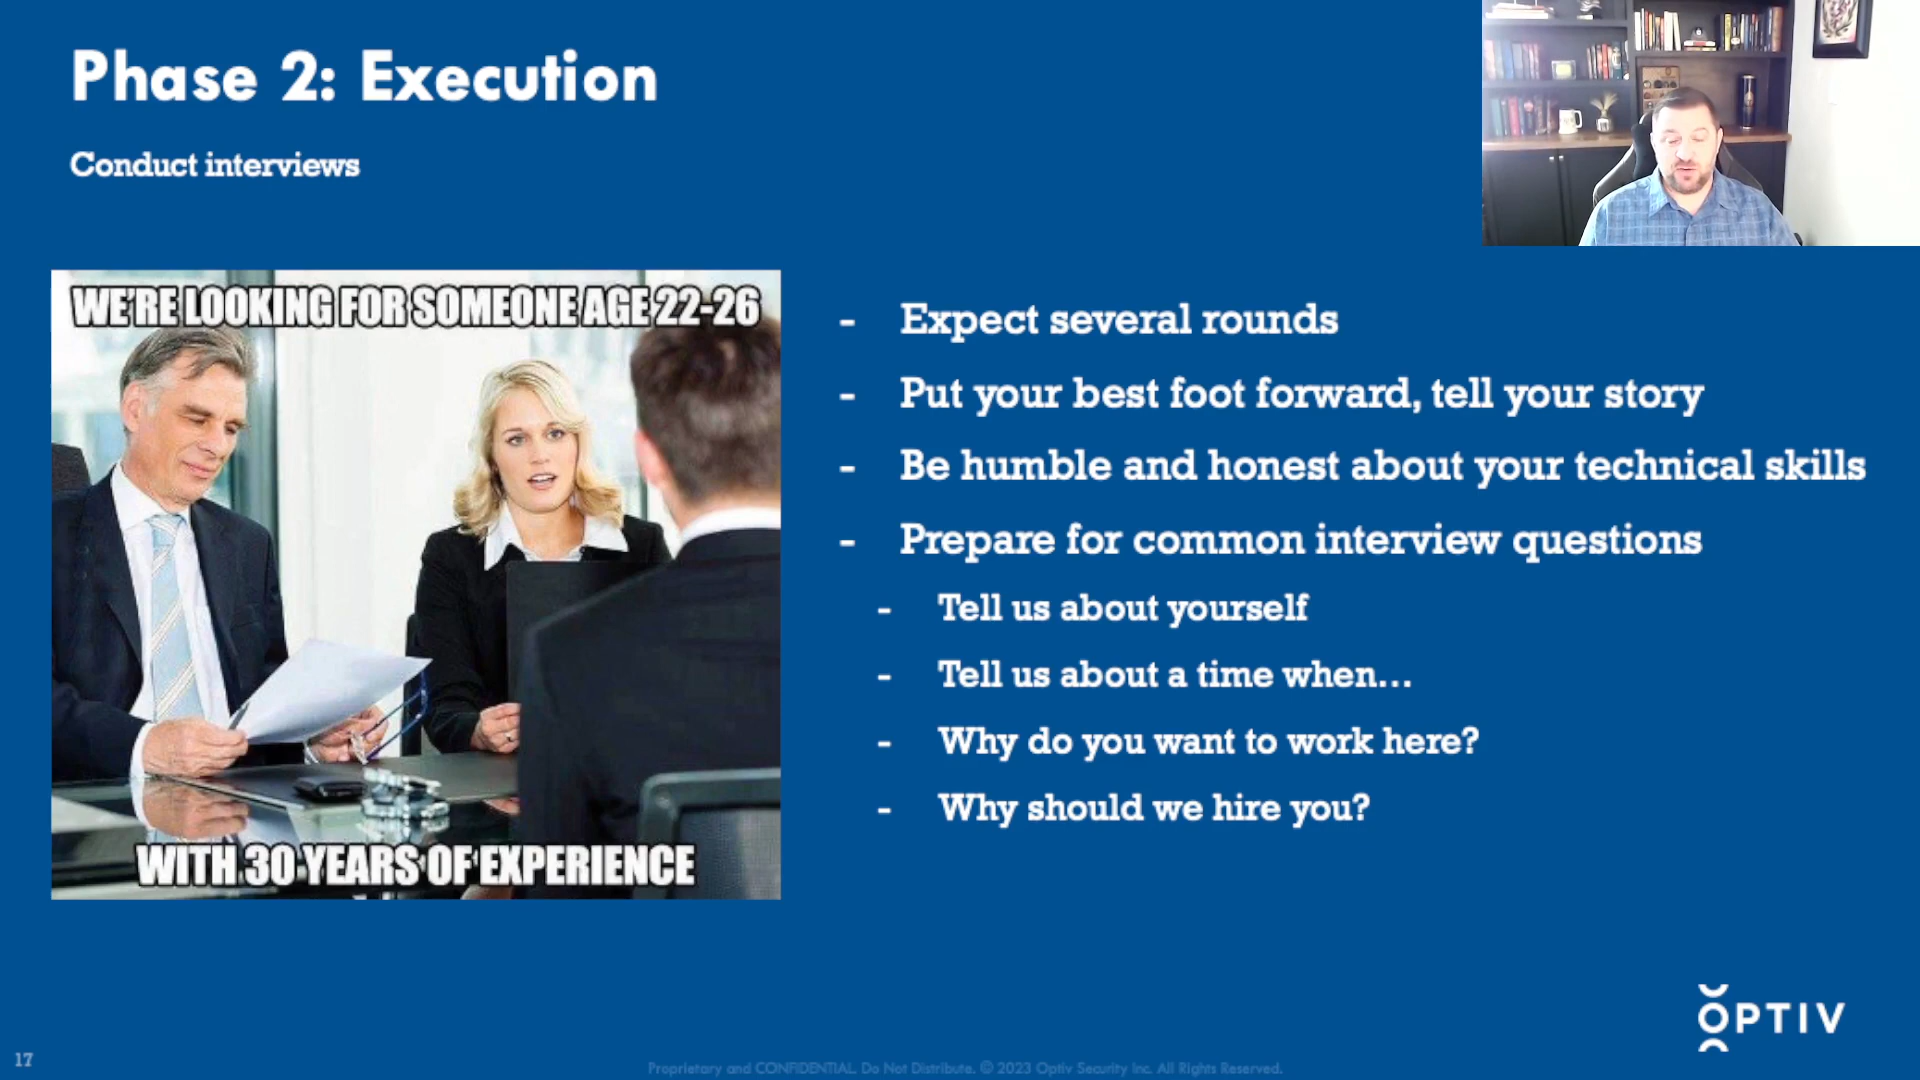 Phase 2: Execution
Conduct interviews
WE'RE LOOKING FOR SOMEONE AGE 22-26
WITH 30 YEARS OF EXPERIENCE
- Expect several rounds
- Put your best foot forward, tell your story
- Be humble and honest about your technical skills
- Prepare for common interview questions
- Tell us about yourself
- Tell us about a time when...
- Why do you want to work here?
- Why should we hire you?
OPTIV
17
Proprietary and CONFIDENTIAL. Do Not Distribute. © 2023 Optiv Security Inc. All Rights Reserved.